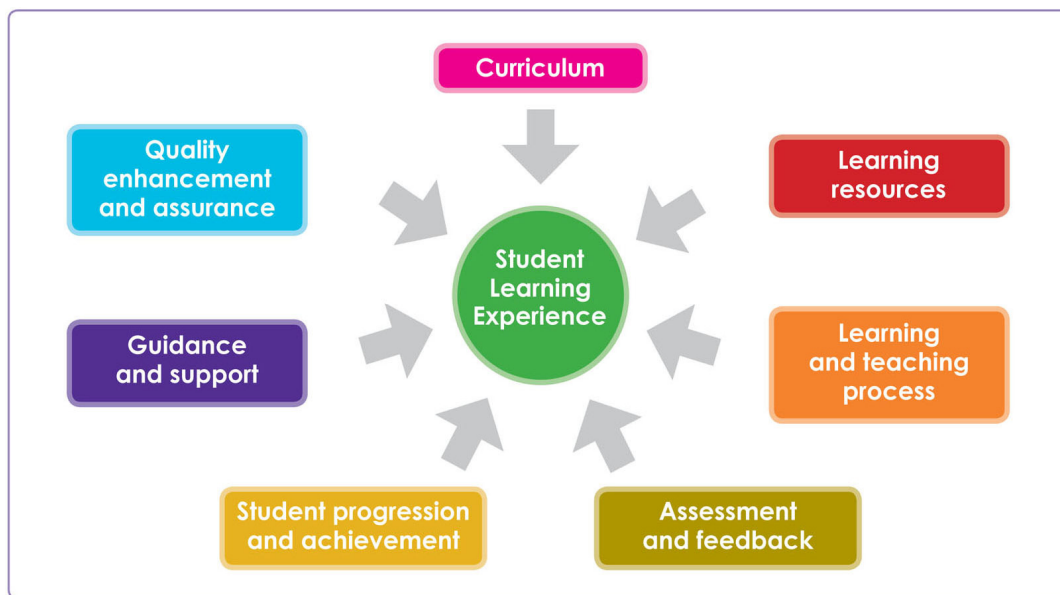 Curriculum
Quality
enhancement
and assurance
Learning
resources
Student
Learning
Experience
Guidance
and support
Learning
and teaching
process
Student progression
and achievement
Assessment
and feedback